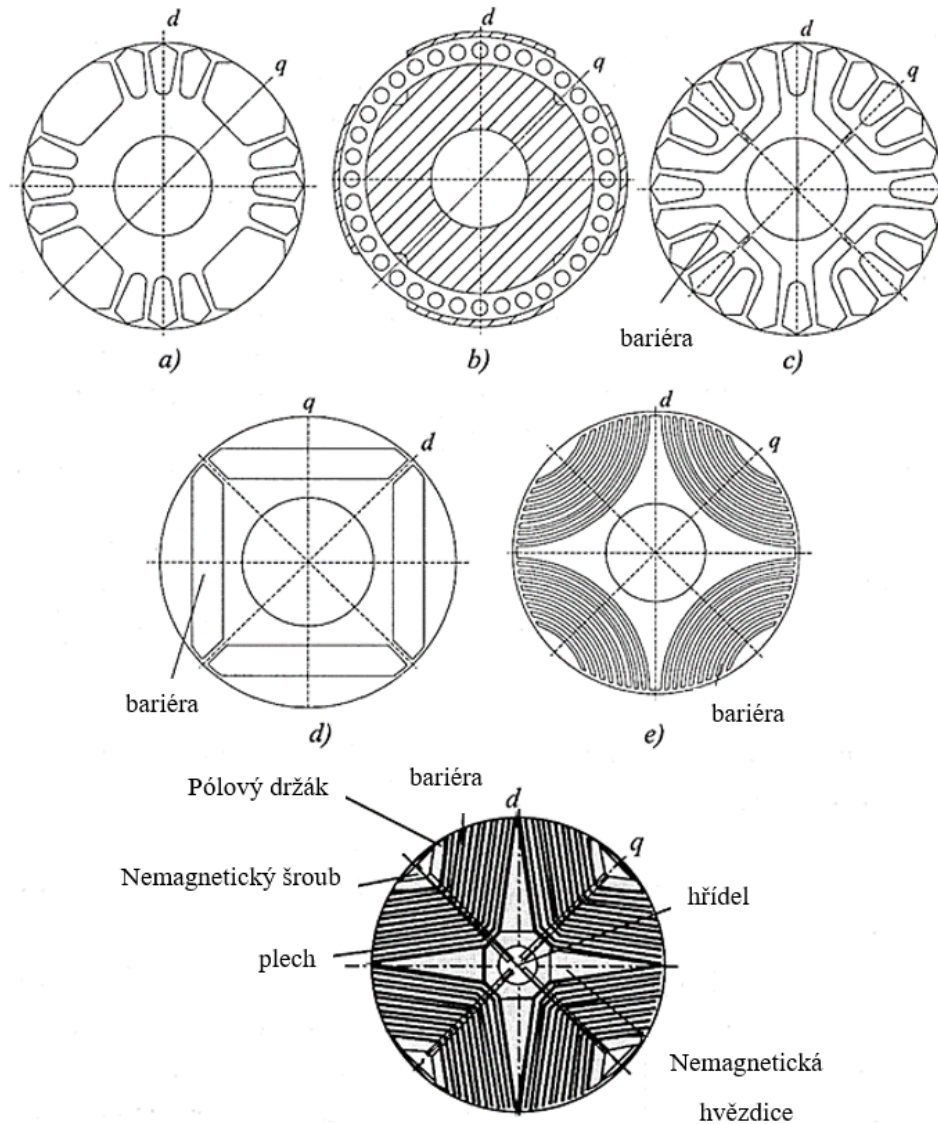 d
q
a)
d
q
b)
d
q
bariéra
c)
q
d
bariéra
d)
d
q
bariéra
e)
Pólový držák
bariéra
d
q
Nemagnetický šroub
hřídel
plech
Nemagnetická
hvězdice